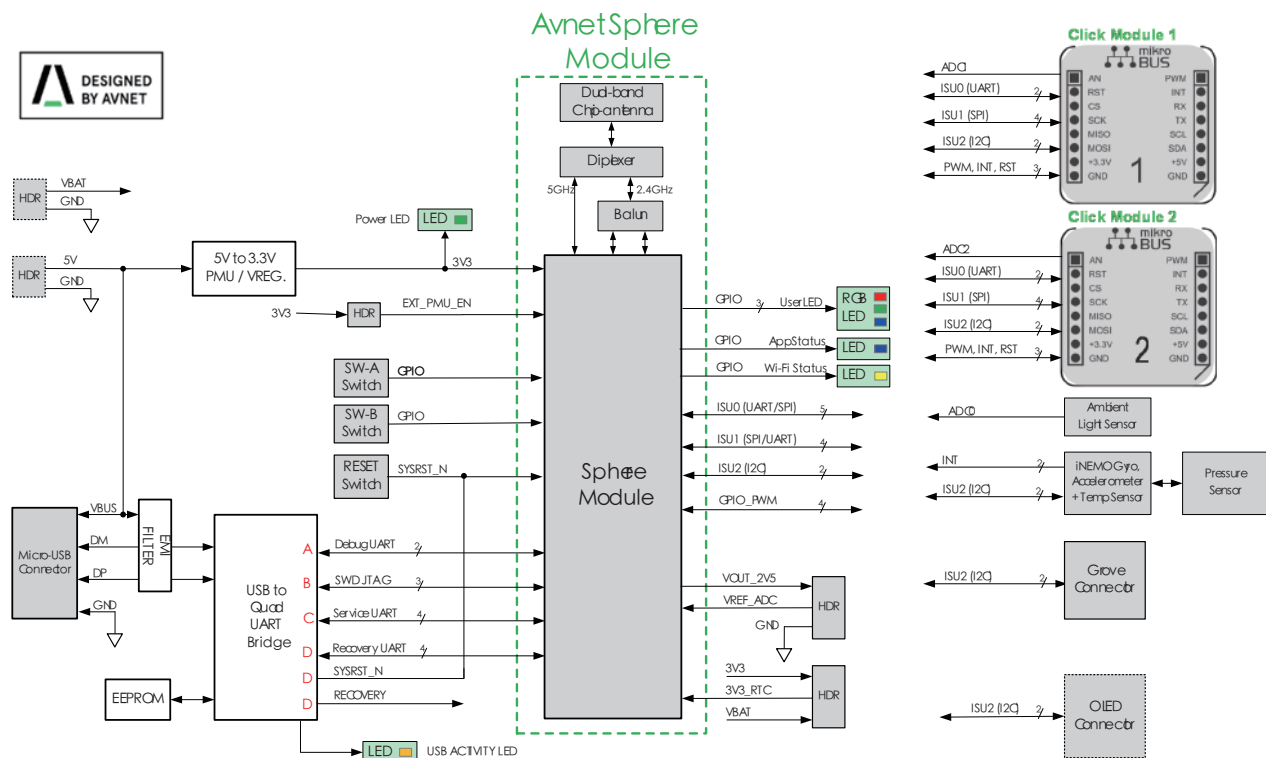 Avnet Sphere
Module
DESIGNED
BY AVNET
Dual-band
Chip-antenna
Diplexer
5GHz
2.4GHz
Balun
HDR
VBAT
GND
Power LED
LED
HDR
5V
GND
5V to 3.3V
PMU / VREG.
3V3
3V3
HDR
EXT_PMU_EN
SW-A
Switch
GPIO
SW-B
Switch
GPIO
RESET
Switch
SYSRST_N
Sphere
Module
Micro-USB
Connector
VBUS
DM
DP
GND
EMI
FILTER
USB to
Quad
UART
Bridge
A
Debug UART
2
B
SWD JTAG
3
C
Service UART
4
D
Recovery UART
4
D
SYSRST_N
D
RECOVERY
EEPROM
LED
USB ACTIVITY LED
GPIO
3
User LED
RGB
LED
GPIO
App Status
LED
GPIO
Wi-Fi Status
LED
ISU0 (UART/SPI)
5
ISU1 (SPI/UART)
4
ISU2 (I2C)
2
GPIO_PWM
4
VOUT_2V5
VREF_ADC
GND
HDR
3V3
3V3_RTC
VBAT
HDR
Click Module 1
mikro
BUS
ADC1
ISU0 (UART)
2
ISU1 (SPI)
4
ISU2 (I2C)
2
PWM, INT, RST
3
AN
PWM
RST
INT
CS
RX
SCK
TX
MISO
SCL
MOSI
SDA
+3.3V
+5V
GND
GND
1
Click Module 2
mikro
BUS
ADC2
ISU0 (UART)
2
ISU1 (SPI)
4
ISU2 (I2C)
2
PWM, INT, RST
3
AN
PWM
RST
INT
CS
RX
SCK
TX
MISO
SCL
MOSI
SDA
+3.3V
+5V
GND
GND
2
ADC0
Ambient
Light Sensor
INT
2
ISU2 (I2C)
2
iNEMO Gyro,
Accelerometer
+ Temp Sensor
Pressure
Sensor
ISU2 (I2C)
2
Grove
Connector
ISU2 (I2C)
2
OLED
Connector